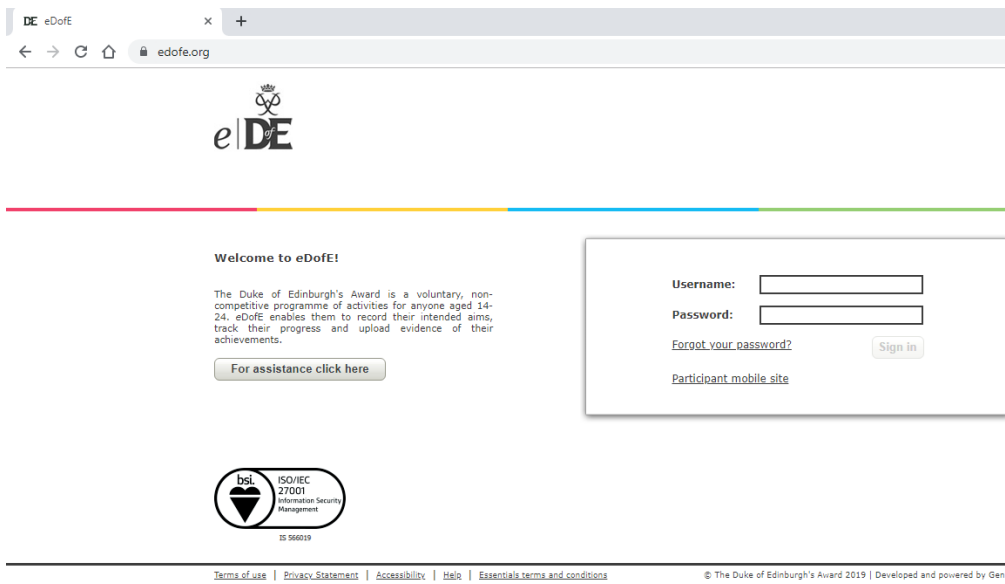 DE eDofE
edofe.org
e DofE
Welcome to eDofE!
The Duke of Edinburgh's Award is a voluntary, non-
competitive programme of activities for anyone aged 14-
24. eDofE enables them to record their intended aims,
track their progress and upload evidence of their
achievements.
For assistance click here
Username:
Password:
Forgot your password?
Sign in
Participant mobile site
bsi.
ISO/IEC
27001
Information Security
Management
IS 566019
Terms of use | Privacy Statement | Accessibility | Help | Essentials terms and conditions
© The Duke of Edinburgh's Award 2019 | Developed and powered by Ger